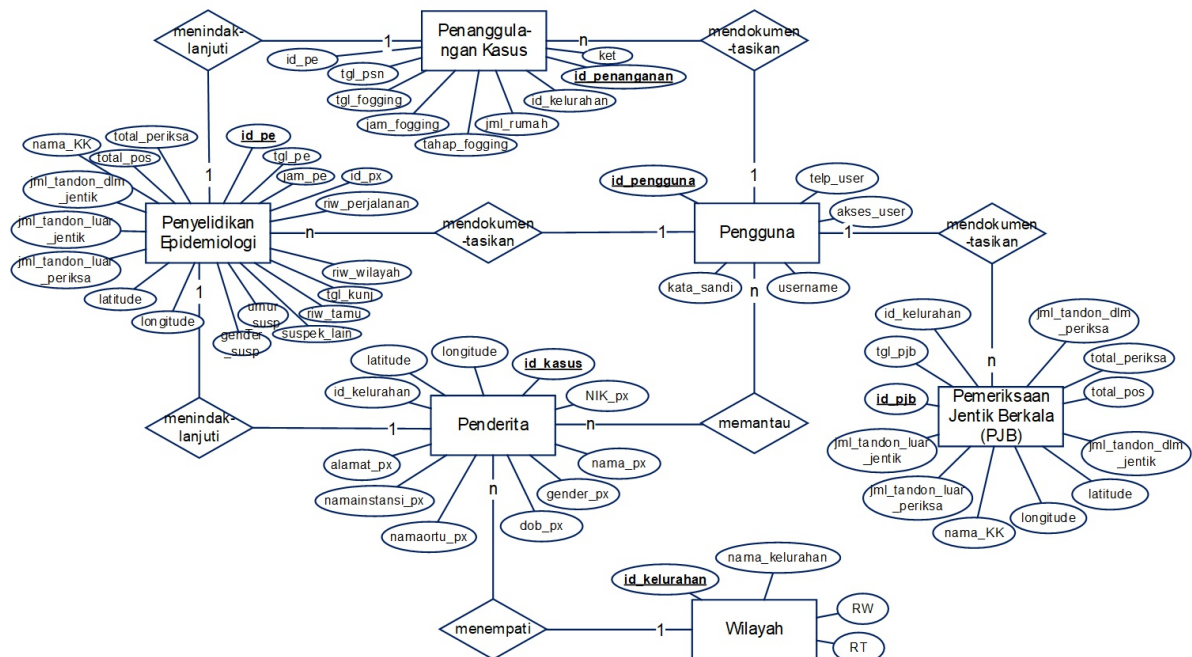 menindak-
lanjuti
1
Penanggula-
ngan Kasus
n
mendokumen
-tasikan
id_pe
tgl_psn
tgl_fogging
jam_fogging
tahap_fogging
jml_rumah
id_kelurahan
id_penanganan
ket
1
1
nama_KK
total_periksa
total_pos
id_pe
tgl_pe
jam_pe
id_px
riw_perjalanan
jml_tandon_dlm
_jentik
jml_tandon_luar
_jentik
jml_tandon_luar
_periksa
latitude
longitude
Penyelidikan
Epidemiologi
riw_wilayah
tgl_kunj
riw_tamu
suspek_lain
umur
_susp
gender
_susp
n
mendokumen
-tasikan
1
id_pengguna
telp_user
akses_user
Pengguna
kata_sandi
username
1
mendokumen
-tasikan
n
1
n
menindak-
lanjuti
1
latitude
longitude
id_kasus
id_kelurahan
NIK_px
Penderita
alamat_px
namainstansi_px
namaortu_px
dob_px
gender_px
nama_px
n
memantau
n
id_kelurahan
tgl_pjb
id_pjb
jml_tandon_dlm
_periksa
total_periksa
total_pos
Pemeriksaan
Jentik Berkala
(PJB)
jml_tandon_luar
_jentik
jml_tandon_luar
_periksa
nama_KK
longitude
latitude
jml_tandon_dlm
_jentik
menempati
1
id_kelurahan
nama_kelurahan
Wilayah
RW
RT